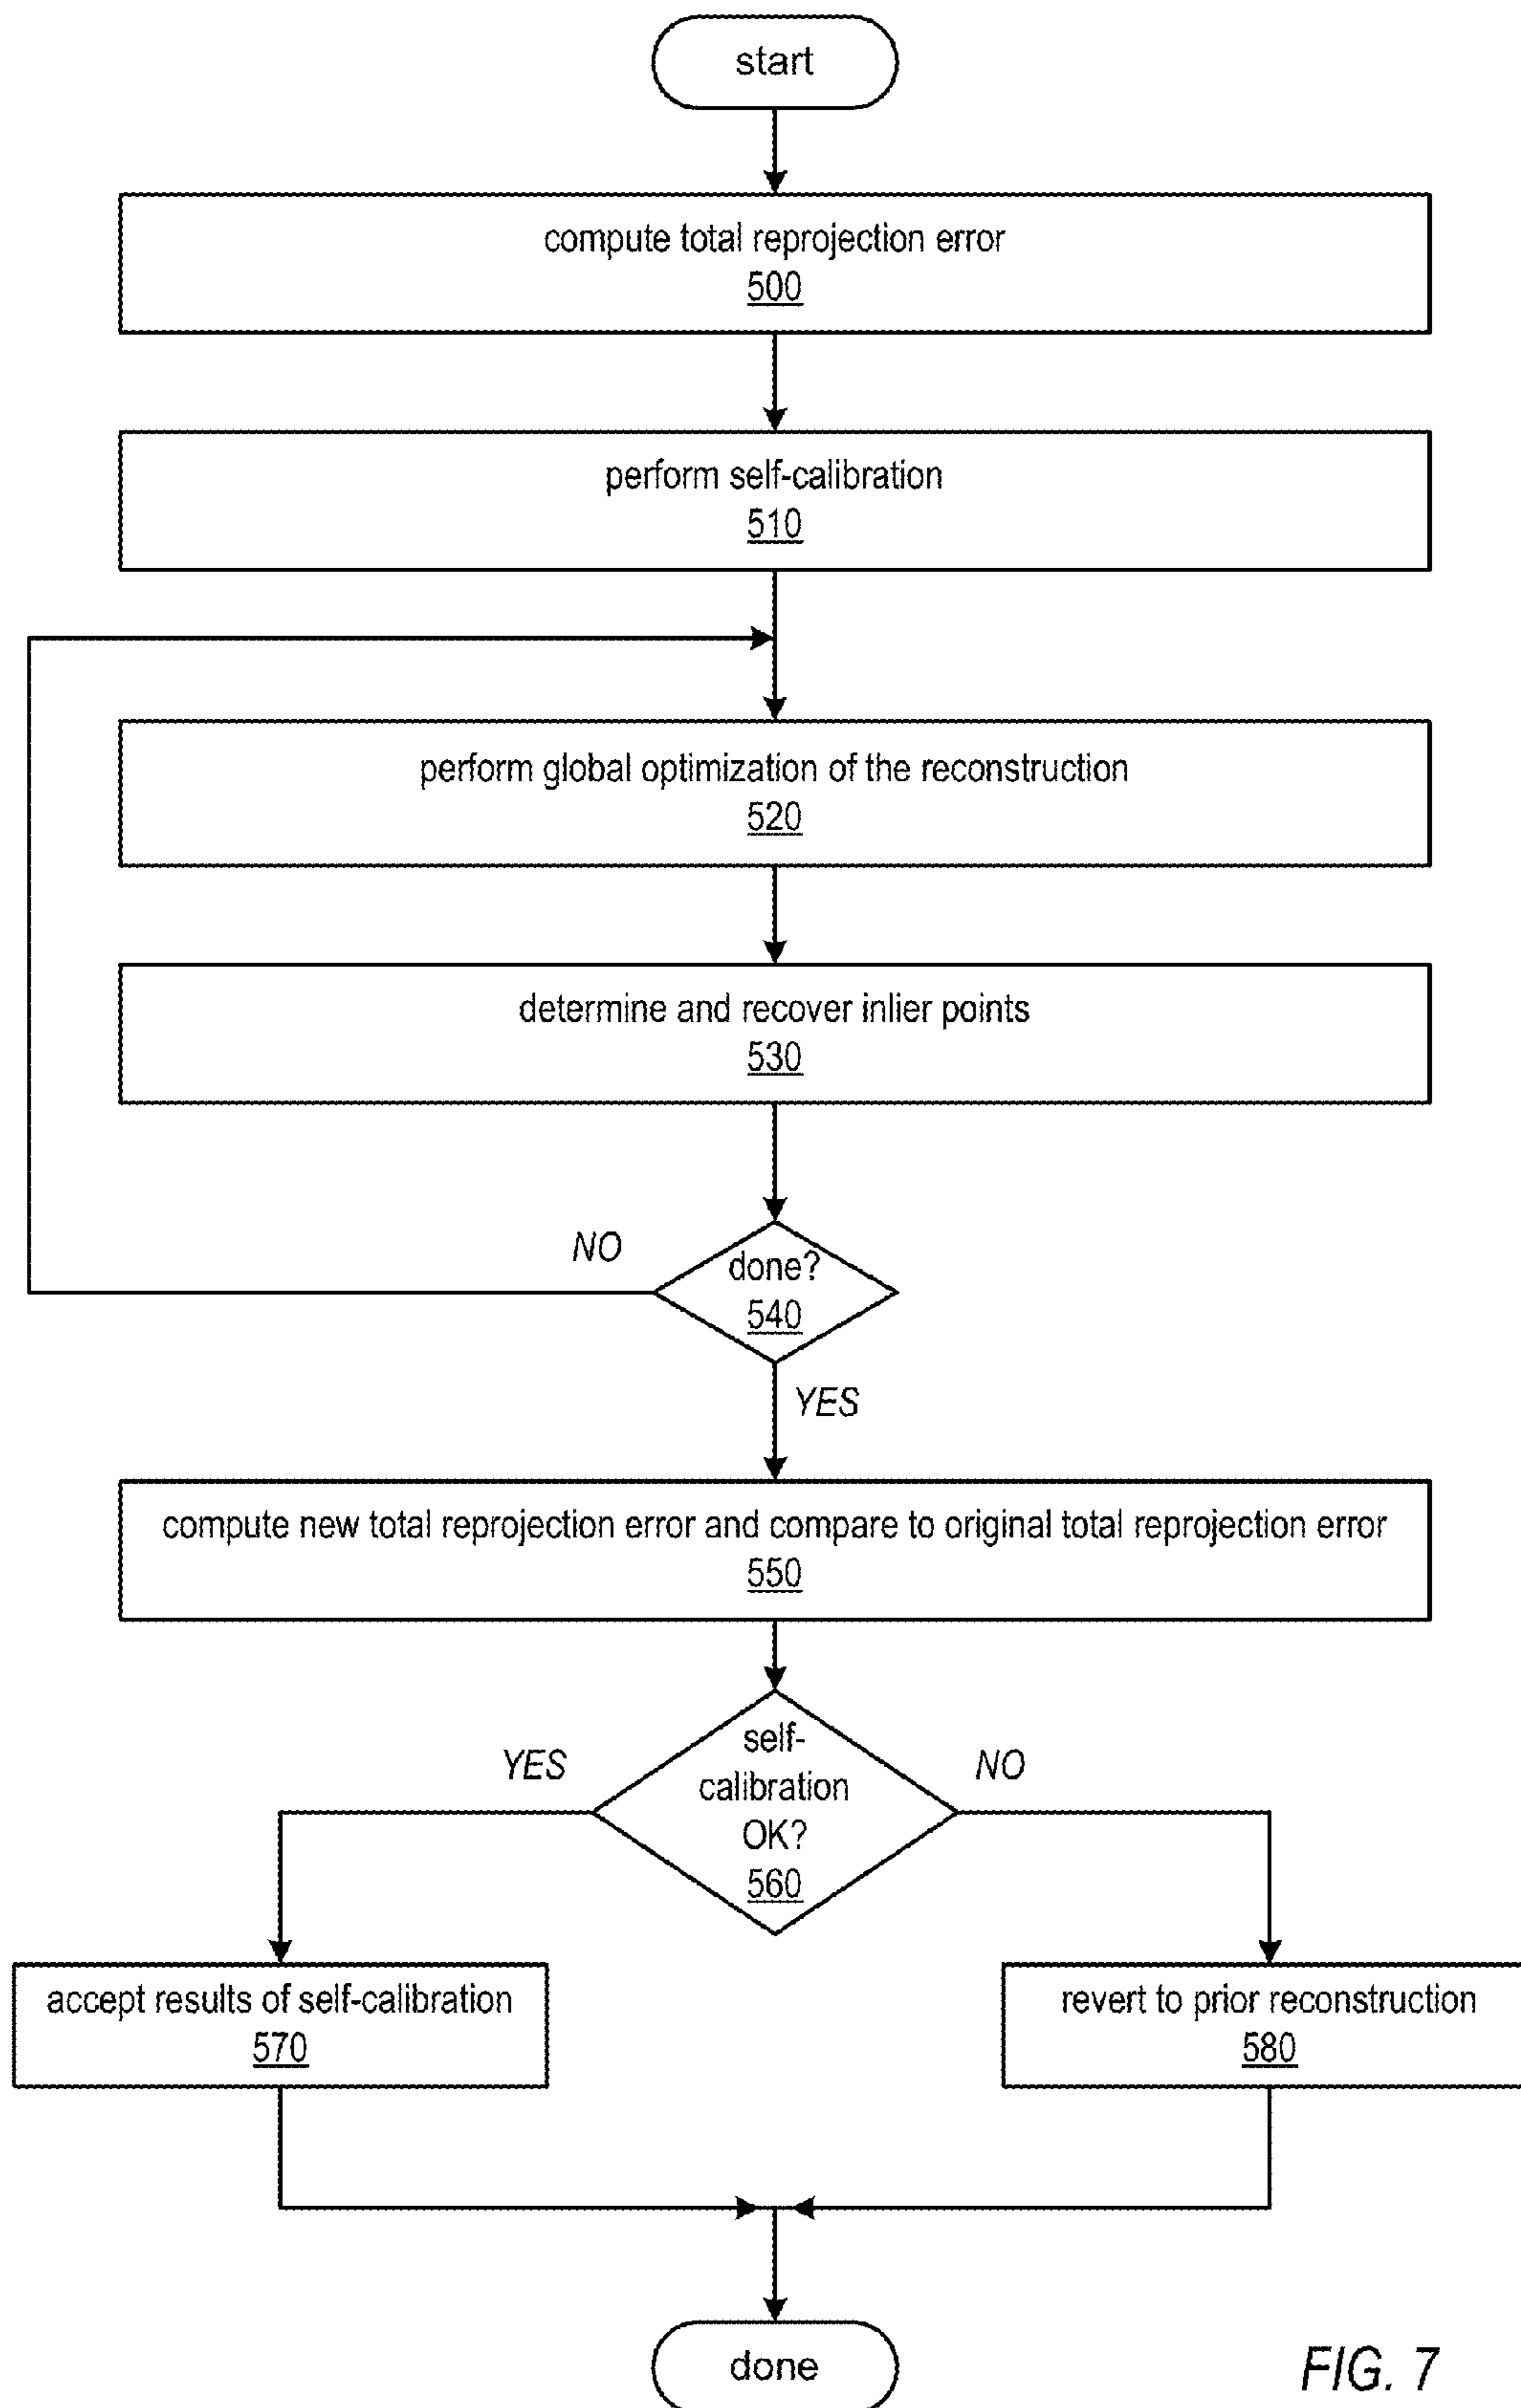 start
compute total reprojection error
500
perform self-calibration
510
perform global optimization of the reconstruction
520
determine and recover inlier points
530
NO
done?
540
YES
compute new total reprojection error and compare to original total reprojection error
550
YES
self-
calibration
OK?
560
NO
accept results of self-calibration
570
revert to prior reconstruction
580
done
FIG. 7